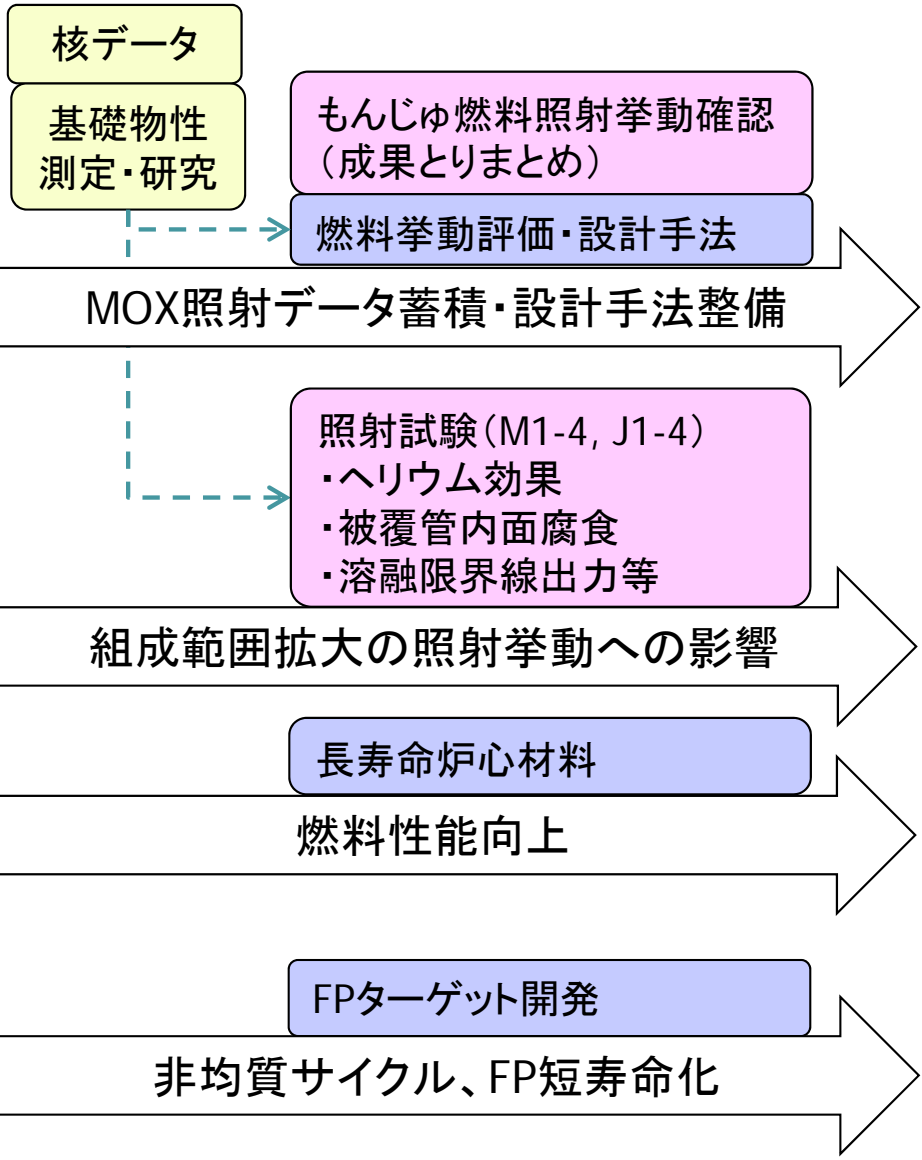 核データ
基礎物性
測定・研究
もんじゅ燃料照射挙動確認
（成果とりまとめ）
燃料挙動評価・設計手法
MOX照射データ蓄積・設計手法整備
照射試験（M1-4, J1-4）
・ヘリウム効果
・被覆管内面腐食
・溶融限界線出力等
組成範囲拡大の照射挙動への影響
長寿命炉心材料
燃料性能向上
FPターゲット開発
非均質サイクル、FP短寿命化